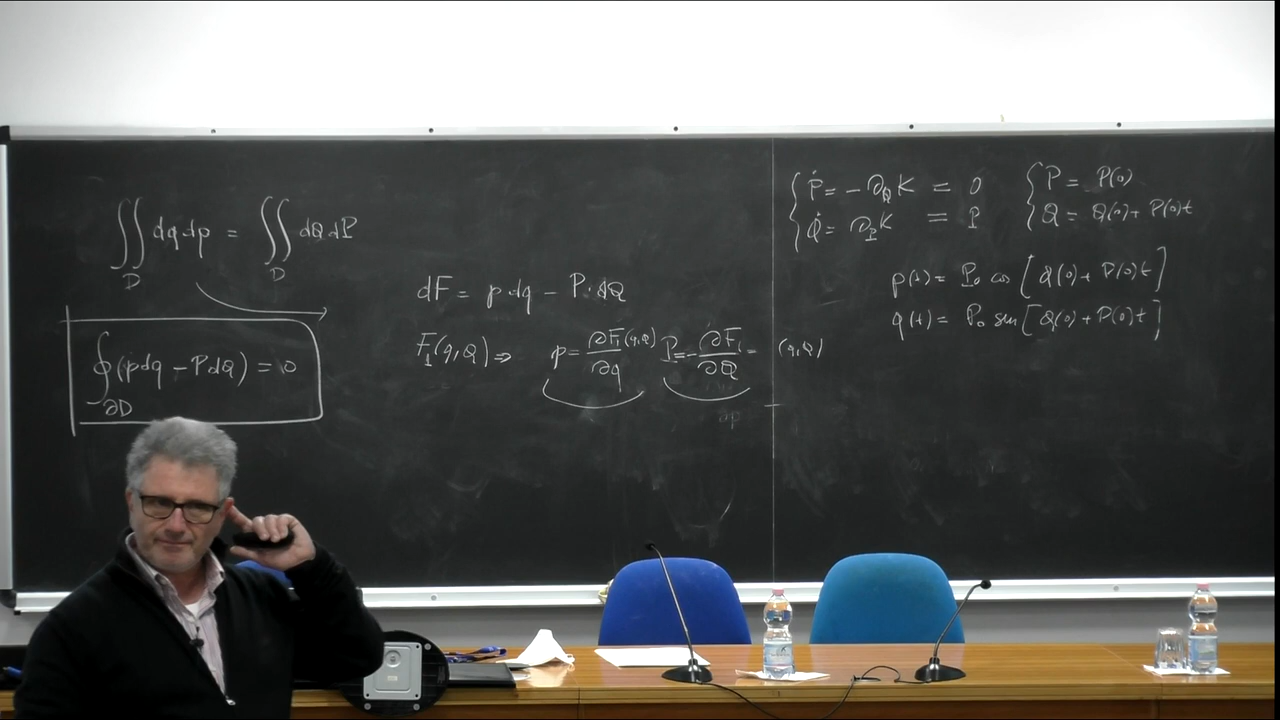 ∬_D dq dp = ∬_D dQ dP
∮_∂D (p dq − P dQ) = 0
dF = p dq − P dQ
F₁(q,Q) ⇒ p = ∂F₁(q,Q)/∂q P = −∂F₁/∂Q = (q,Q)
{ Ṗ = −∂_Q K = 0
Q̇ = ∂_P K = P
{ P = P(0)
Q = Q(0) + P(0)t
p(t) = P₀ cos [Q(0) + P(0)t]
q(t) = P₀ sin [Q(0) + P(0)t]